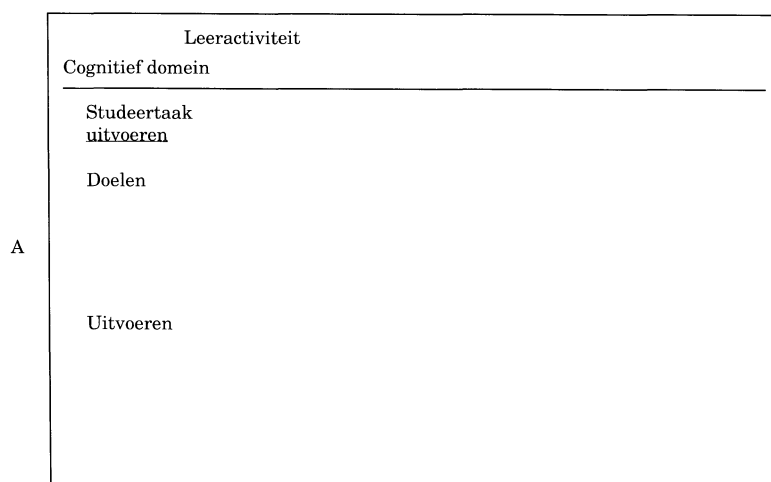 Leeractiviteit
Cognitief domein
Studeertaak
uitvoeren
Doelen
A
Uitvoeren